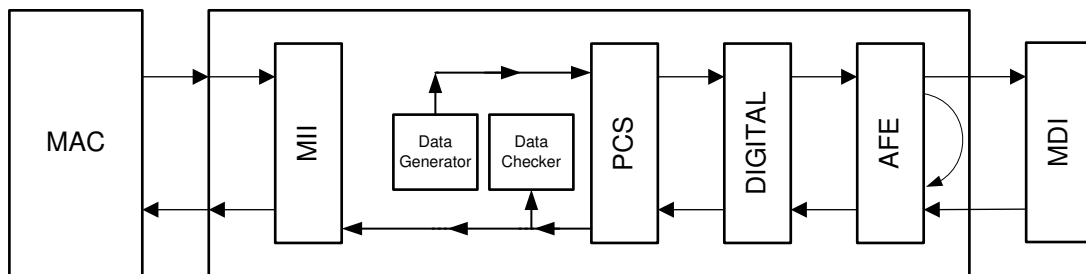 MAC
MII
Data
Generator
Data
Checker
PCS
DIGITAL
AFE
MDI